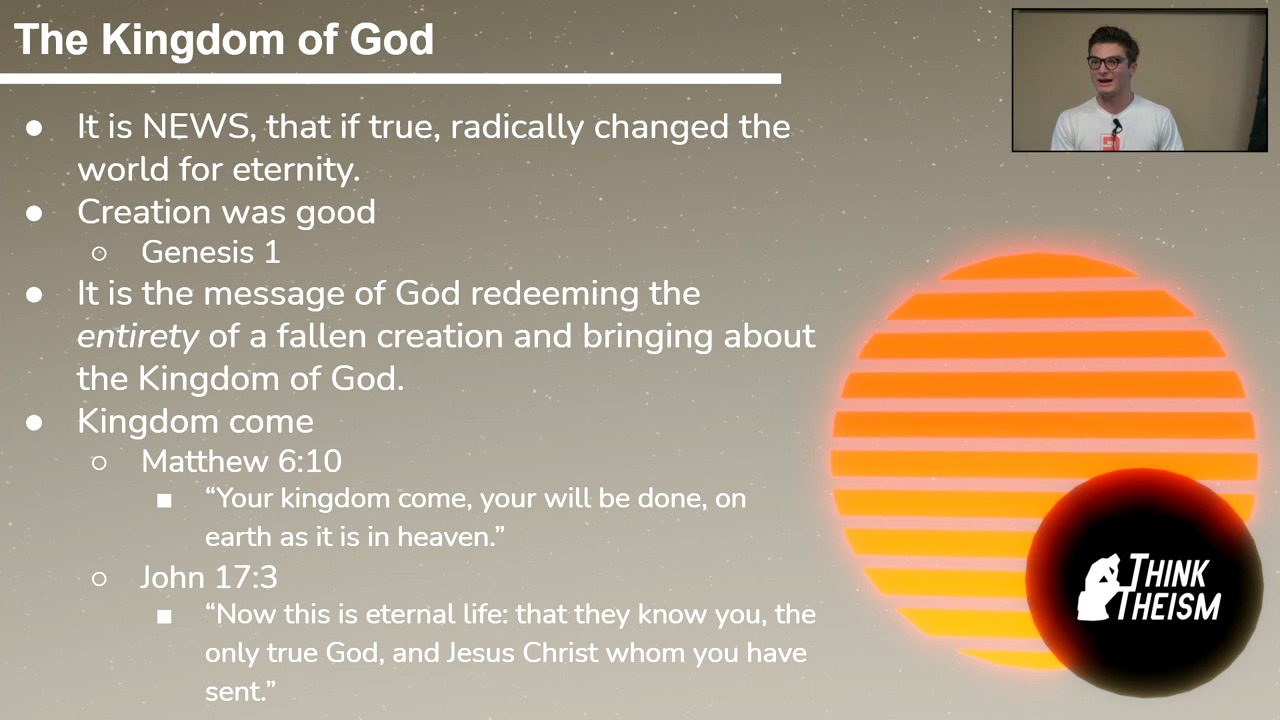 The Kingdom of God
● It is NEWS, that if true, radically changed the
world for eternity.
● Creation was good
○ Genesis 1
● It is the message of God redeeming the
entirety of a fallen creation and bringing about
the Kingdom of God.
● Kingdom come
○ Matthew 6:10
■ “Your kingdom come, your will be done, on
earth as it is in heaven.”
○ John 17:3
■ “Now this is eternal life: that they know you, the
only true God, and Jesus Christ whom you have
sent.”
THINK
THEISM